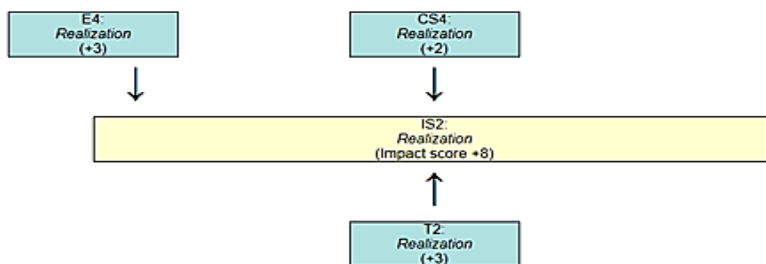 E4:
Realization
(+3)
CS4:
Realization
(+2)
IS2:
Realization
(Impact score +8)
T2:
Realization
(+3)